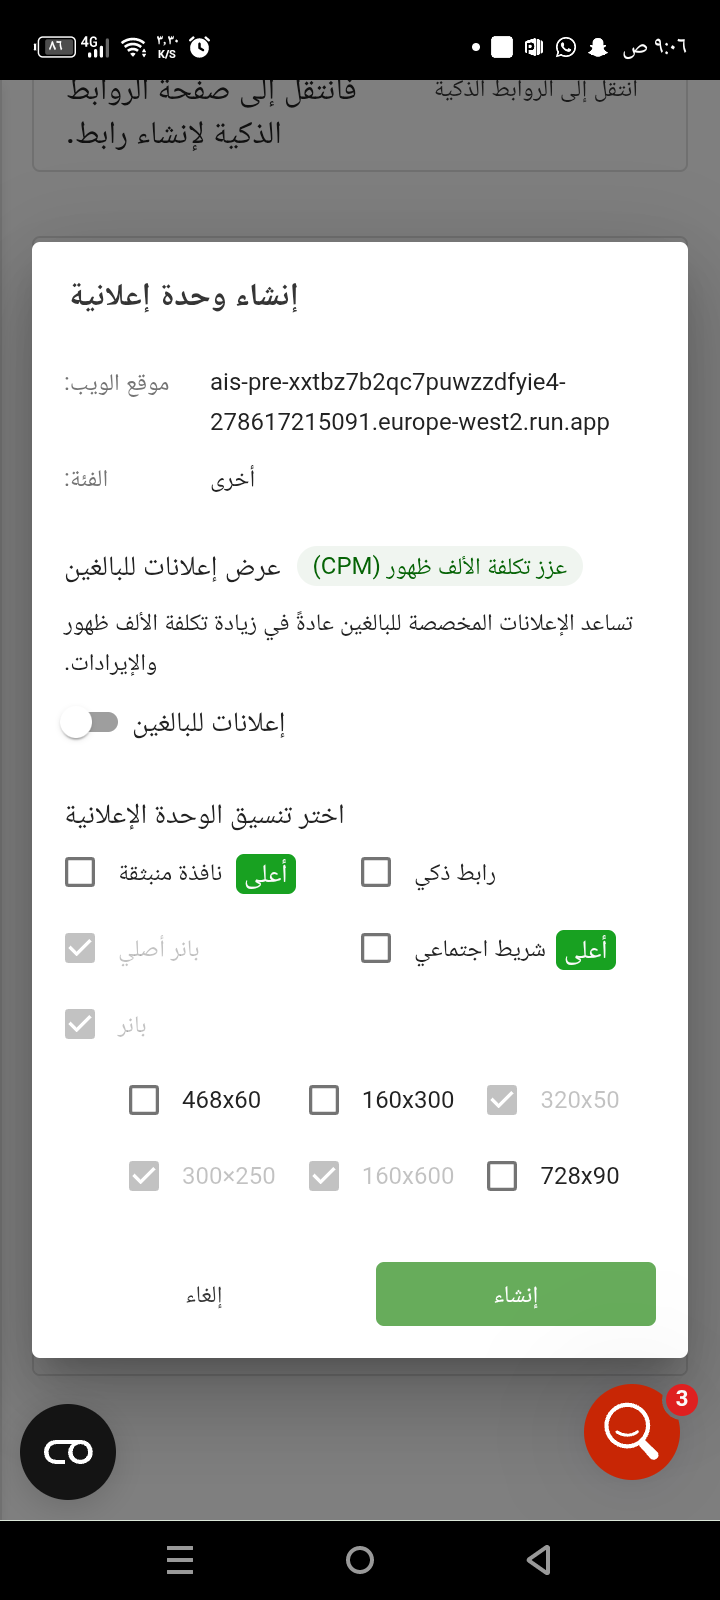 ٨٦ 4G ٣,٣٠ K/S ٩:٠٦ ص
فانتقل إلى صفحة الروابط
الذكية لإنشاء رابط.
انتقل إلى الروابط الذكية
إنشاء وحدة إعلانية
موقع الويب: ais-pre-xxtbz7b2qc7puwzzdfyie4-
278617215091.europe-west2.run.app
الفئة: أخرى
عرض إعلانات للبالغين عزز تكلفة الألف ظهور (CPM)
تساعد الإعلانات المخصصة للبالغين عادةً في زيادة تكلفة الألف ظهور
والإيرادات.
إعلانات للبالغين
اختر تنسيق الوحدة الإعلانية
نافذة منبثقة أعلى رابط ذكي
بانر أصلي شريط اجتماعي أعلى
بانر
468x60 160x300 320x50
300×250 160x600 728x90
إلغاء إنشاء
3